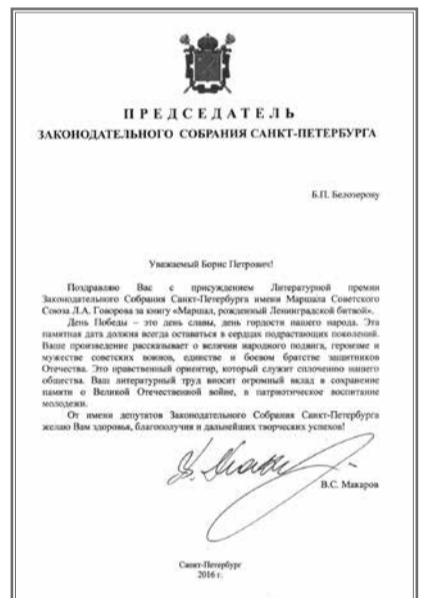 ПРЕДСЕДАТЕЛЬ
ЗАКОНОДАТЕЛЬНОГО СОБРАНИЯ САНКТ-ПЕТЕРБУРГА
Б.П. Белозерову
Уважаемый Борис Петрович!
Поздравляю Вас с присуждением Литературной премии
Законодательного Собрания Санкт-Петербурга имени Маршала Советского
Союза Л.А. Говорова за книгу «Маршал, рожденный Ленинградской битвой».
День Победы – это день славы, день гордости нашего народа. Эта
памятная дата должна всегда оставаться в сердцах подрастающих поколений.
Ваше произведение рассказывает о величии народного подвига, героизме и
мужестве советских воинов, единстве и боевом братстве защитников
Отечества. Это нравственный ориентир, который служит сплочению нашего
общества. Ваш литературный труд вносит огромный вклад в сохранение
памяти о Великой Отечественной войне, в патриотическое воспитание
молодежи.
От имени депутатов Законодательного Собрания Санкт-Петербурга
желаю Вам здоровья, благополучия и дальнейших творческих успехов!
В.С. Макаров
Санкт-Петербург
2016 г.